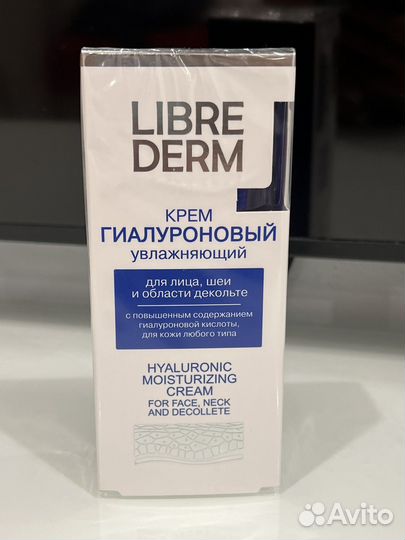 LIBRE
DERM
КРЕМ
ГИАЛУРОНОВЫЙ
увлажняющий
для лица, шеи
и области декольте
с повышенным содержанием
гиалуроновой кислоты,
для кожи любого типа
HYALURONIC
MOISTURIZING
CREAM
FOR FACE, NECK
AND DECOLLETE
Avito